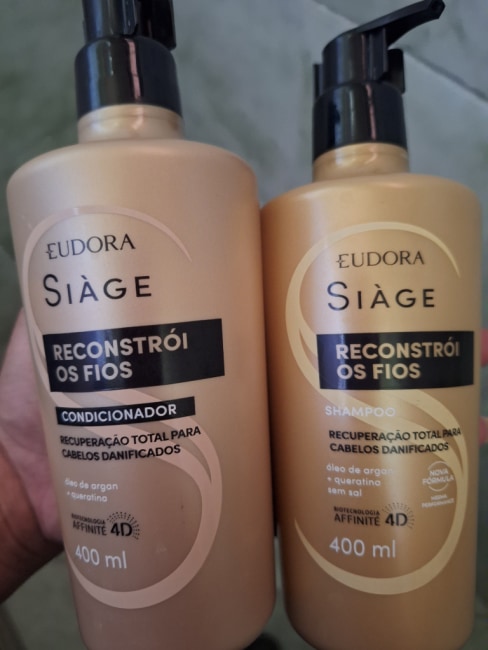 EUDORA
SIÀGE
RECONSTRÓI
OS FIOS
CONDICIONADOR
RECUPERAÇÃO TOTAL PARA
CABELOS DANIFICADOS
óleo de argan
+ queratina
BIOTECNOLOGIA
AFFINITÉ 4D
400 ml
EUDORA
SIÀGE
RECONSTRÓI
OS FIOS
SHAMPOO
RECUPERAÇÃO TOTAL PARA
CABELOS DANIFICADOS
óleo de argan
+ queratina
sem sal
NOVA
FÓRMULA
MESMA PERFORMANCE
BIOTECNOLOGIA
AFFINITÉ 4D
400 ml